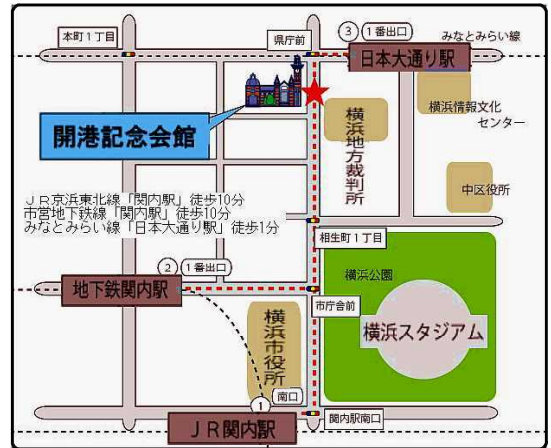 本町1丁目
県庁前
③ 1番出口
みなとみらい線
日本大通り駅
開港記念会館
横浜地方裁判所
横浜情報文化
センター
中区役所
JR京浜東北線「関内駅」徒歩10分
市営地下鉄線「関内駅」徒歩10分
みなとみらい線「日本大通り駅」徒歩1分
相生町1丁目
② 1番出口
地下鉄関内駅
横浜公園
市庁舎前
横浜スタジアム
横浜市役所
南口
①
JR関内駅
関内駅南口